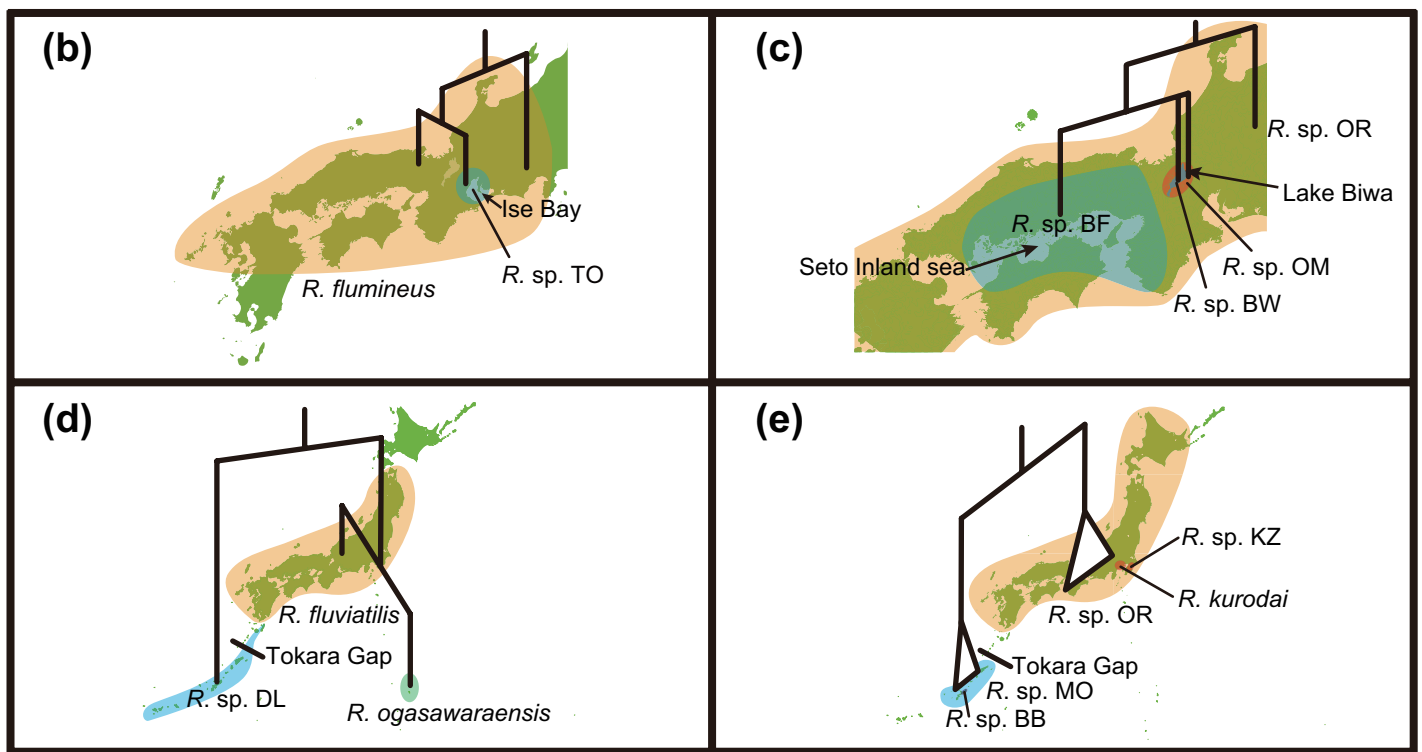 (b)
Ise Bay
R. sp. TO
R. flumineus
(c)
R. sp. OR
Lake Biwa
R. sp. BF
Seto Inland sea
R. sp. OM
R. sp. BW
(d)
R. fluviatilis
Tokara Gap
R. sp. DL
R. ogasawaraensis
(e)
R. sp. KZ
R. kurodai
R. sp. OR
Tokara Gap
R. sp. MO
R. sp. BB